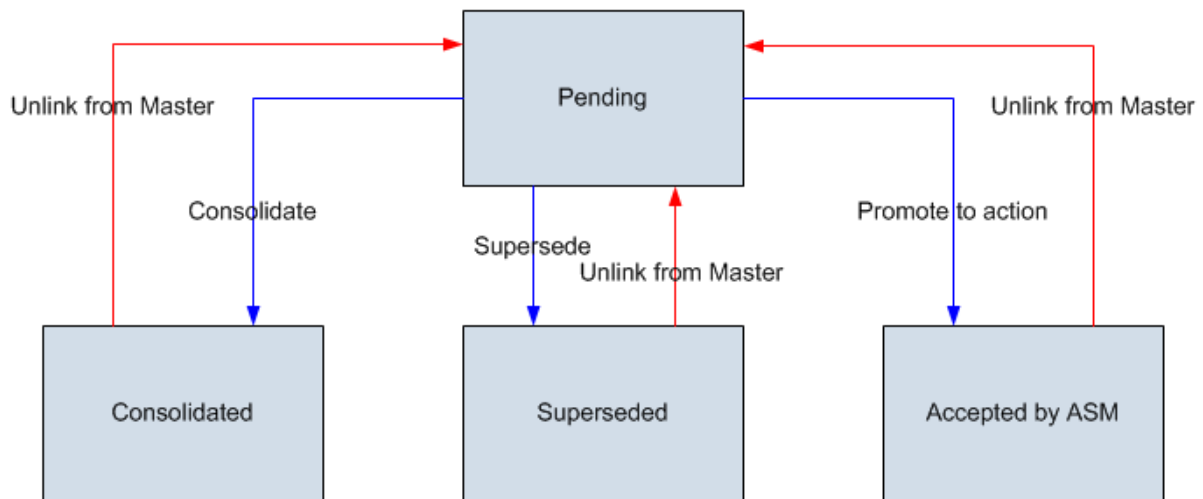 Pending
Unlink from Master
Unlink from Master
Consolidate
Promote to action
Supersede
Unlink from Master
Consolidated
Superseded
Accepted by ASM